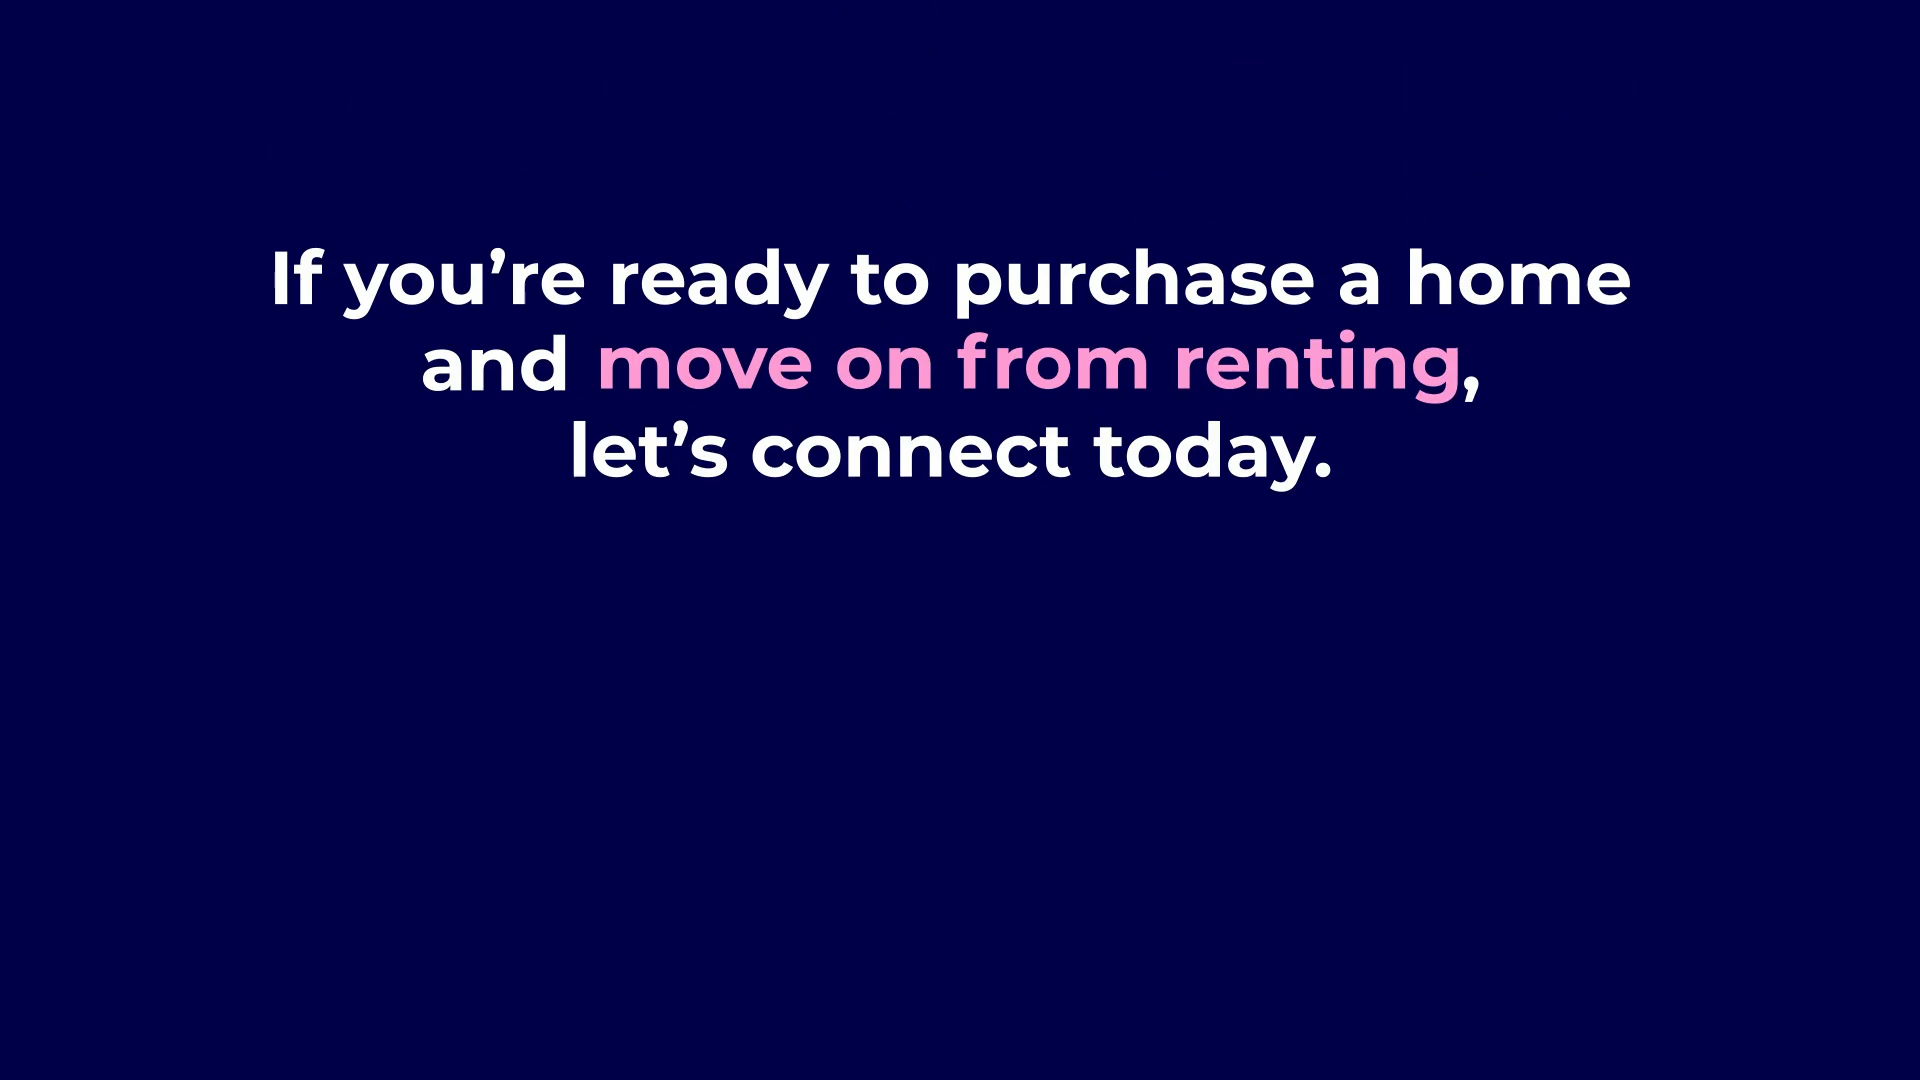 If you’re ready to purchase a home
and move on from renting,
let’s connect today.